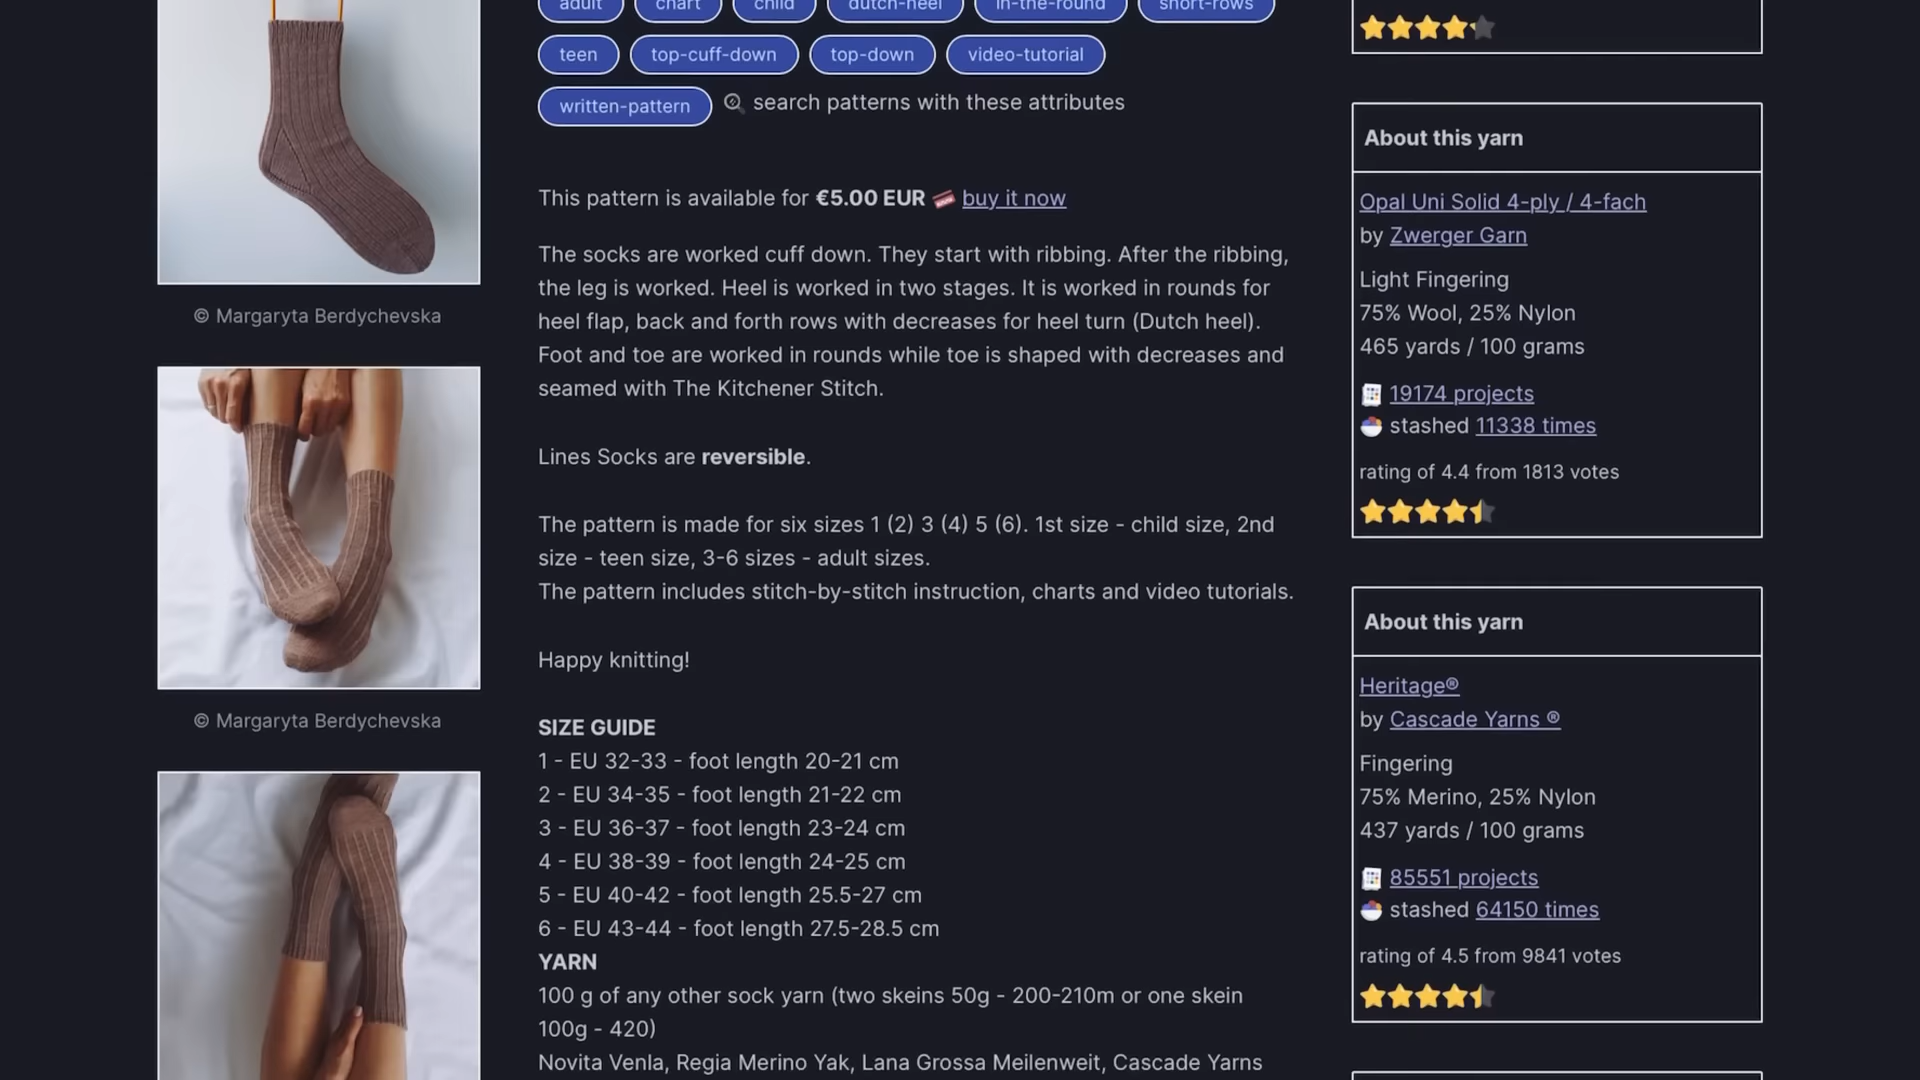 adult chart child dutch-heel in-the-round short-rows
teen top-cuff-down top-down video-tutorial
written-pattern search patterns with these attributes
This pattern is available for €5.00 EUR buy it now
The socks are worked cuff down. They start with ribbing. After the ribbing,
the leg is worked. Heel is worked in two stages. It is worked in rounds for
heel flap, back and forth rows with decreases for heel turn (Dutch heel).
Foot and toe are worked in rounds while toe is shaped with decreases and
seamed with The Kitchener Stitch.
Lines Socks are reversible.
The pattern is made for six sizes 1 (2) 3 (4) 5 (6). 1st size - child size, 2nd
size - teen size, 3-6 sizes - adult sizes.
The pattern includes stitch-by-stitch instruction, charts and video tutorials.
Happy knitting!
SIZE GUIDE
1 - EU 32-33 - foot length 20-21 cm
2 - EU 34-35 - foot length 21-22 cm
3 - EU 36-37 - foot length 23-24 cm
4 - EU 38-39 - foot length 24-25 cm
5 - EU 40-42 - foot length 25.5-27 cm
6 - EU 43-44 - foot length 27.5-28.5 cm
YARN
100 g of any other sock yarn (two skeins 50g - 200-210m or one skein
100g - 420)
Novita Venla, Regia Merino Yak, Lana Grossa Meilenweit, Cascade Yarns
© Margaryta Berdychevska
© Margaryta Berdychevska
About this yarn
Opal Uni Solid 4-ply / 4-fach
by Zwerger Garn
Light Fingering
75% Wool, 25% Nylon
465 yards / 100 grams
19174 projects
stashed 11338 times
rating of 4.4 from 1813 votes
About this yarn
Heritage®
by Cascade Yarns ®
Fingering
75% Merino, 25% Nylon
437 yards / 100 grams
85551 projects
stashed 64150 times
rating of 4.5 from 9841 votes